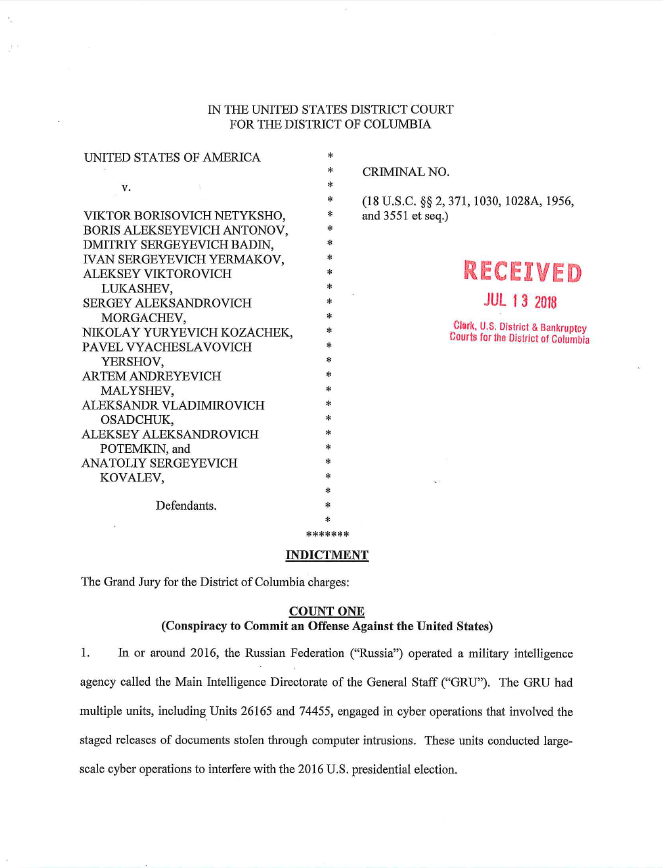 IN THE UNITED STATES DISTRICT COURT
FOR THE DISTRICT OF COLUMBIA
UNITED STATES OF AMERICA *
* CRIMINAL NO.
v. *
* (18 U.S.C. §§ 2, 371, 1030, 1028A, 1956,
VIKTOR BORISOVICH NETYKSHO, * and 3551 et seq.)
BORIS ALEKSEYEVICH ANTONOV, *
DMITRIY SERGEYEVICH BADIN, *
IVAN SERGEYEVICH YERMAKOV, *
ALEKSEY VIKTOROVICH *
LUKASHEV, *
SERGEY ALEKSANDROVICH *
MORGACHEV, *
NIKOLAY YURYEVICH KOZACHEK, *
PAVEL VYACHESLAVOVICH *
YERSHOV, *
ARTEM ANDREYEVICH *
MALYSHEV, *
ALEKSANDR VLADIMIROVICH *
OSADCHUK, *
ALEKSEY ALEKSANDROVICH *
POTEMKIN, and *
ANATOLIY SERGEYEVICH *
KOVALEV, *
*
Defendants. *
*
*******
RECEIVED
JUL 13 2018
Clerk, U.S. District & Bankruptcy
Courts for the District of Columbia
INDICTMENT
The Grand Jury for the District of Columbia charges:
COUNT ONE
(Conspiracy to Commit an Offense Against the United States)
1. In or around 2016, the Russian Federation (“Russia”) operated a military intelligence
agency called the Main Intelligence Directorate of the General Staff (“GRU”). The GRU had
multiple units, including Units 26165 and 74455, engaged in cyber operations that involved the
staged releases of documents stolen through computer intrusions. These units conducted large-
scale cyber operations to interfere with the 2016 U.S. presidential election.